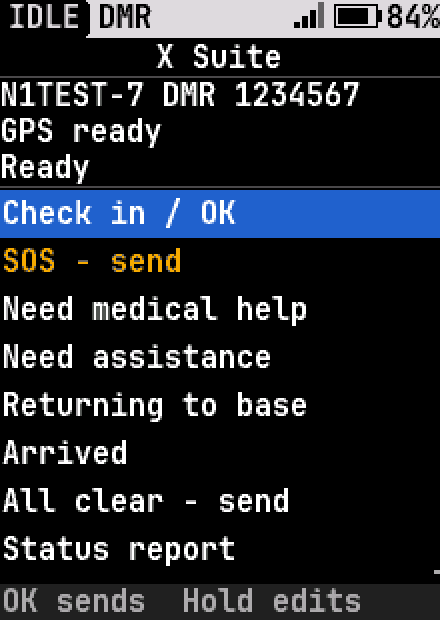 IDLE DMR 84%
X Suite
N1TEST-7 DMR 1234567
GPS ready
Ready
Check in / OK
SOS - send
Need medical help
Need assistance
Returning to base
Arrived
All clear - send
Status report
OK sends Hold edits